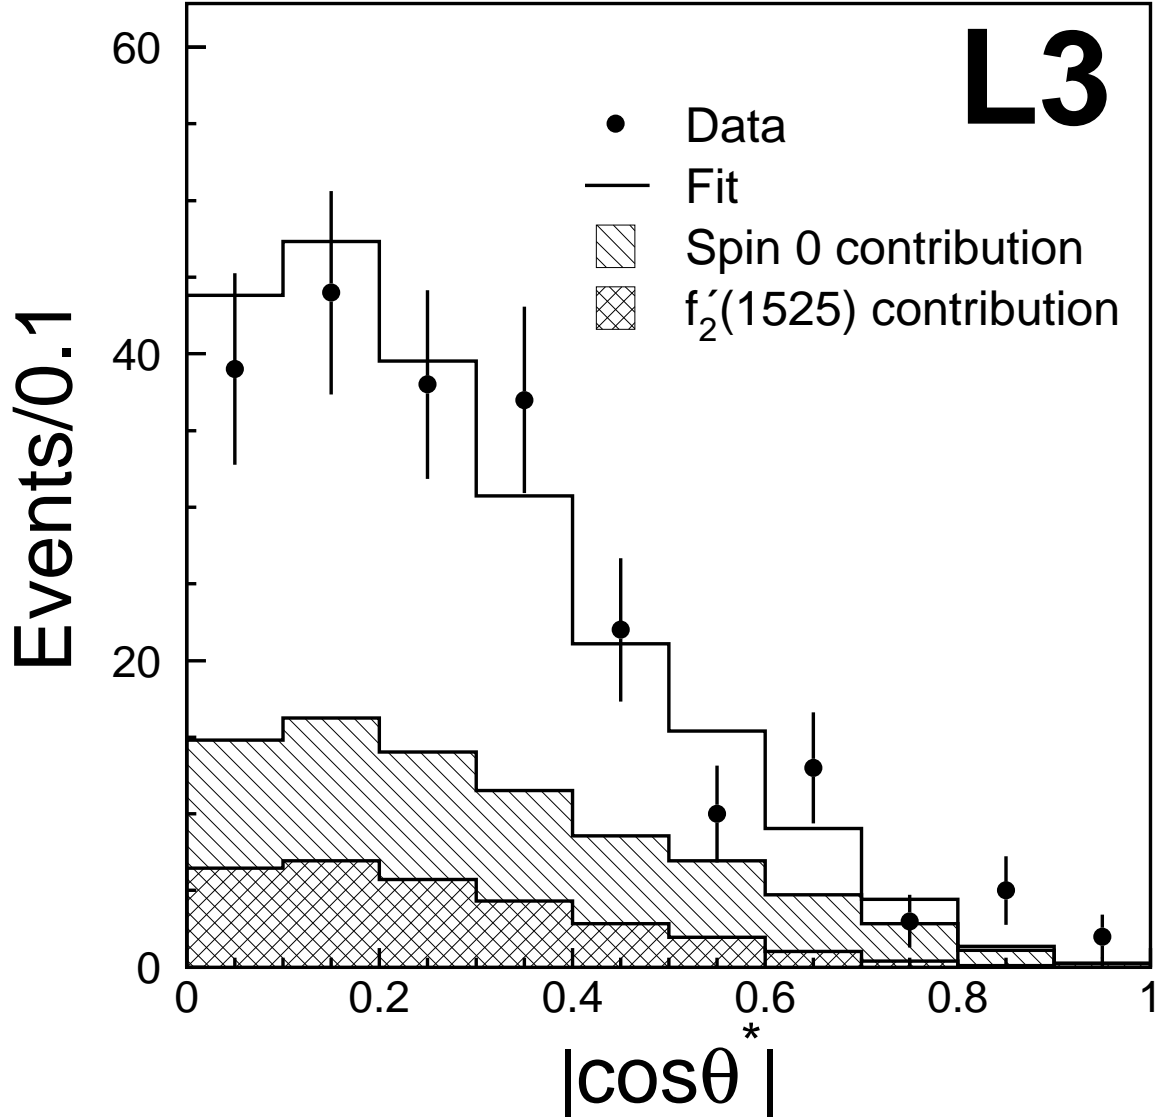 L3
60
Data
Fit
Spin 0 contribution
f₂´(1525) contribution
40
20
0
Events/0.1
0 0.2 0.4 0.6 0.8 1
|cosθ*|